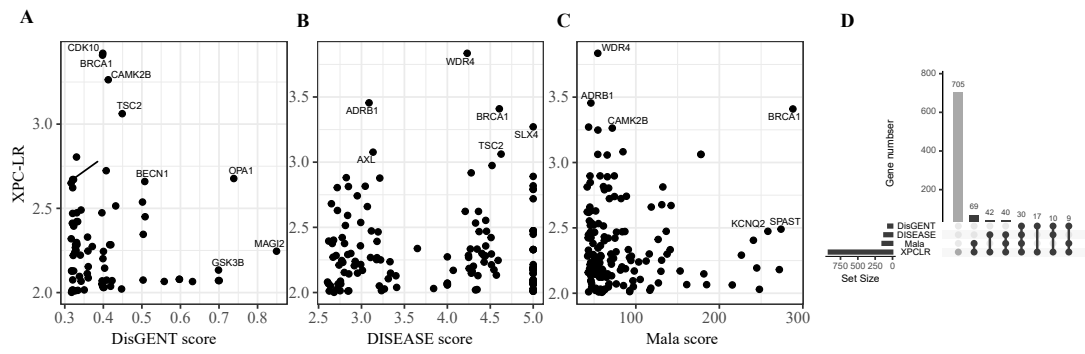 A
B
C
D
XPC-LR
3.0
2.5
2.0
CDK10
BRCA1
CAMK2B
TSC2
BECN1
OPA1
MAGI2
GSK3B
0.3 0.4 0.5 0.6 0.7 0.8
DisGENT score
3.5
3.0
2.5
2.0
WDR4
ADRB1
BRCA1
SLX4
TSC2
AXL
2.5 3.0 3.5 4.0 4.5 5.0
DISEASE score
3.5
3.0
2.5
2.0
WDR4
ADRB1
BRCA1
CAMK2B
KCNQ2
SPAST
100 200 300
Mala score
Gene numbser
800
600
400
200
705
69
42
40
30
17
10
9
DisGENT
DISEASE
Mala
XPCLR
750 500 250 0
Set Size